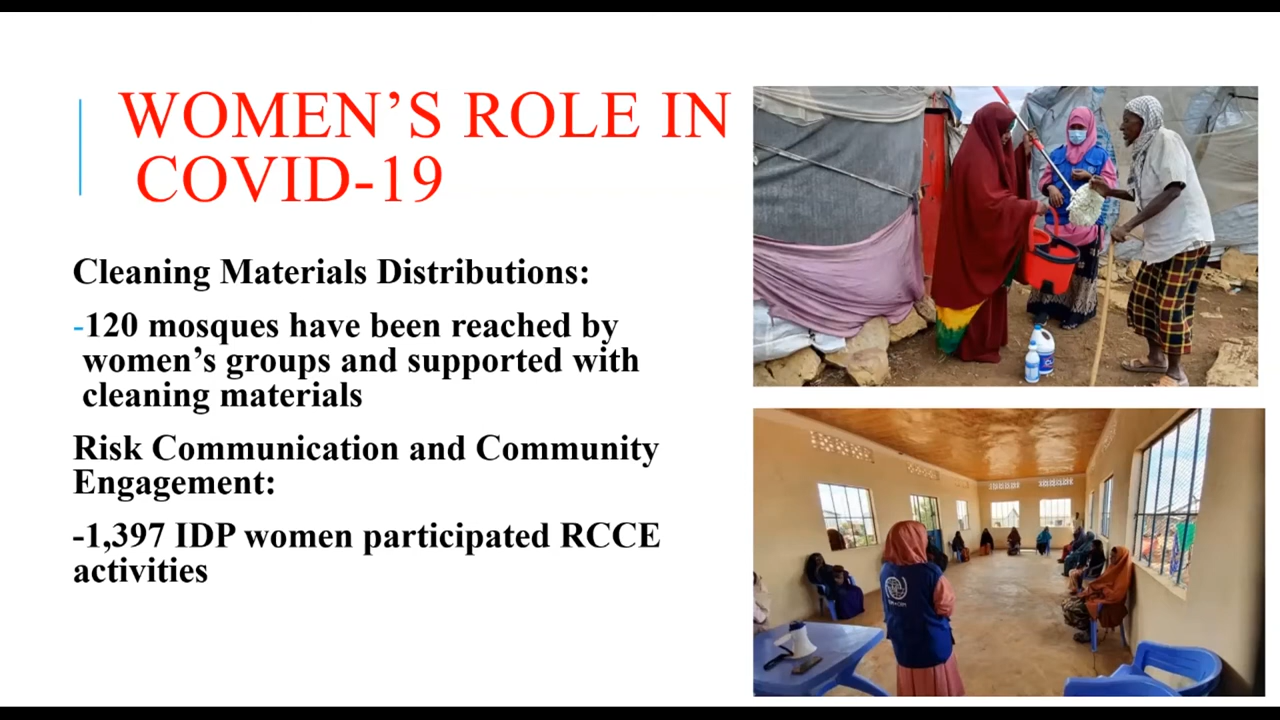 WOMEN'S ROLE IN
COVID-19
Cleaning Materials Distributions:
-120 mosques have been reached by
women's groups and supported with
cleaning materials
Risk Communication and Community
Engagement:
-1,397 IDP women participated RCCE
activities